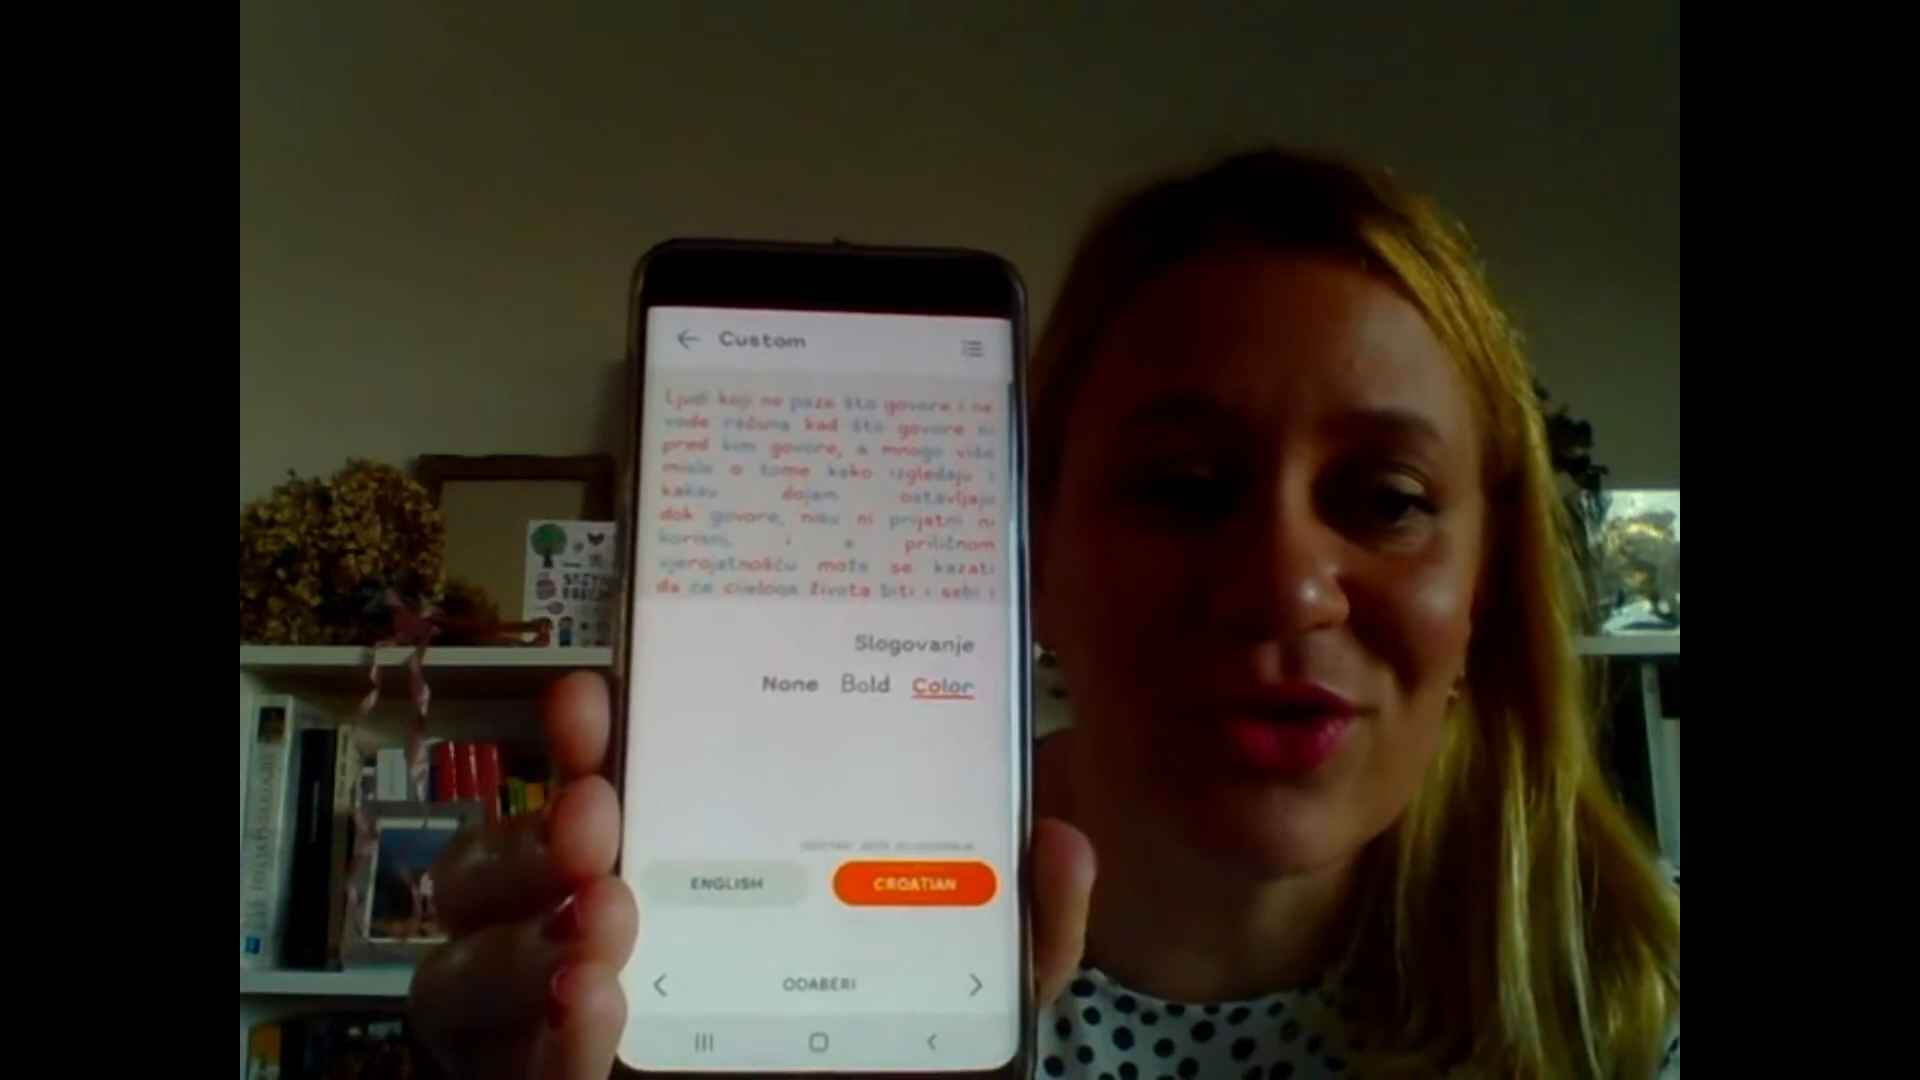 Custom
Ljudi koji ne paze što govore i ne
vode računa kad što govore ni
pred kim govore, a mnogo više
misle o tome kako izgledaju i
kakav dojam ostavljaju
dok govore, nisu ni prijatni ni
korisni, i s priličnom
vjerojatnošću može se kazati
da će cijeloga života biti i sebi i
Slogovanje
None Bold Color
ENGLISH CROATIAN
ODABERI